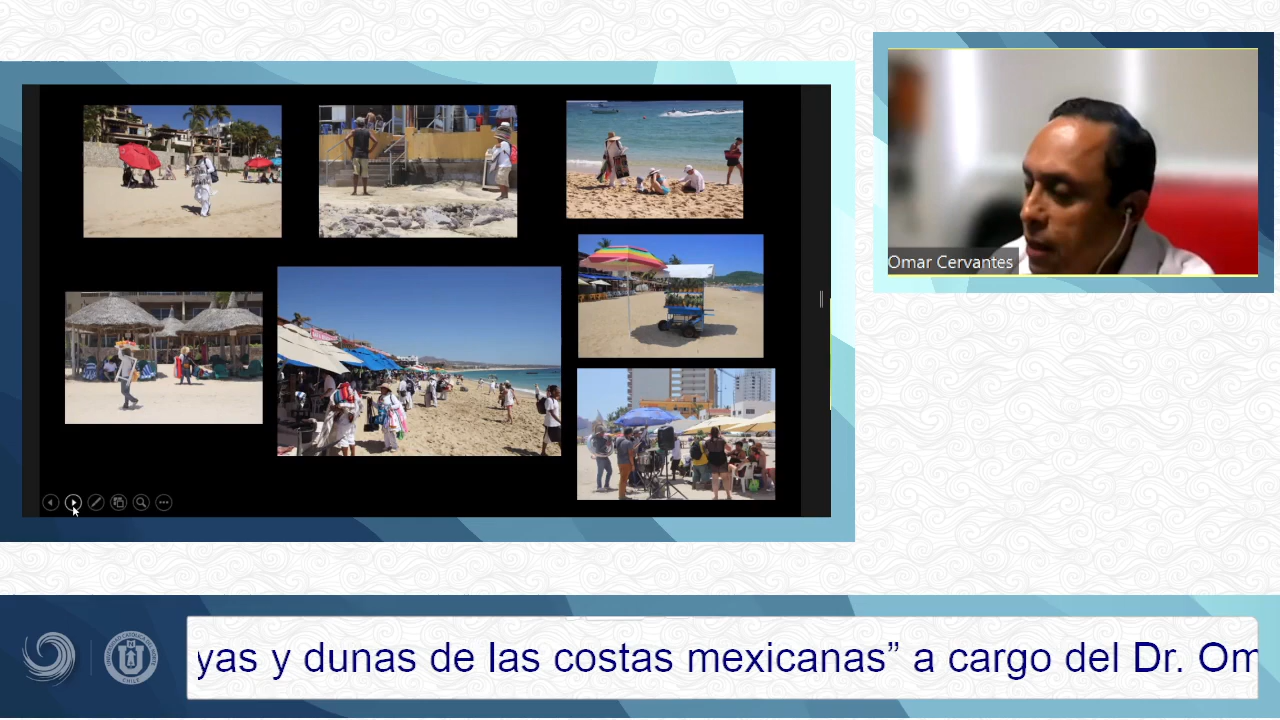 Omar Cervantes
yas y dunas de las costas mexicanas” a cargo del Dr. Om